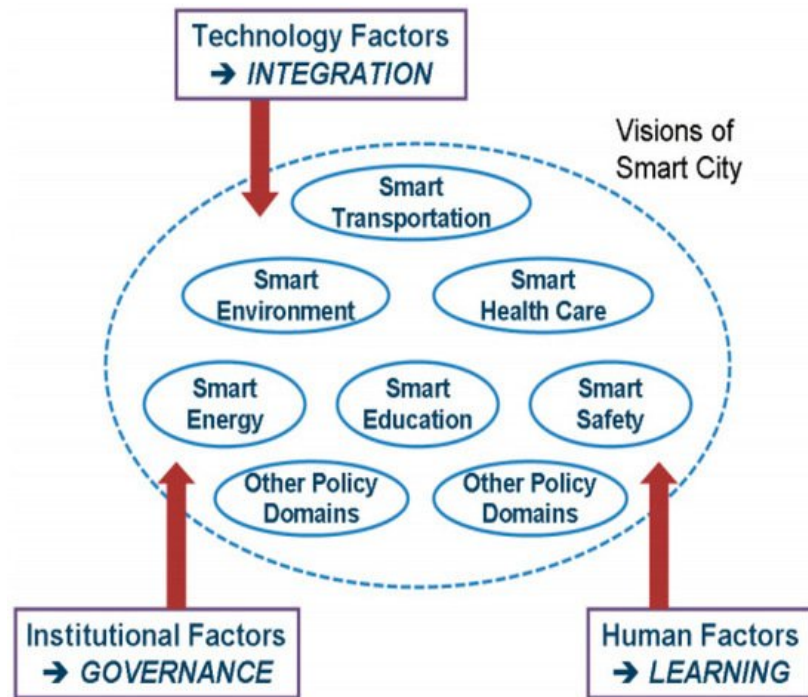 Technology Factors
➔ INTEGRATION
Visions of
Smart City
Smart
Transportation
Smart
Environment
Smart
Health Care
Smart
Energy
Smart
Education
Smart
Safety
Other Policy
Domains
Other Policy
Domains
Institutional Factors
➔ GOVERNANCE
Human Factors
➔ LEARNING